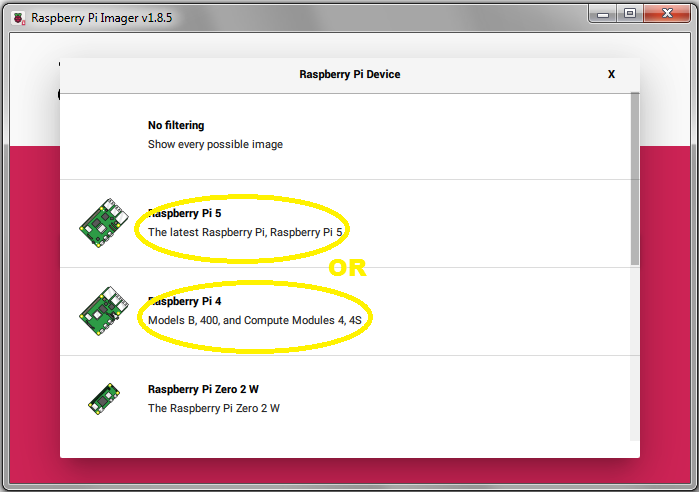 Raspberry Pi Imager v1.8.5
Raspberry Pi Device X
No filtering
Show every possible image
Raspberry Pi 5
The latest Raspberry Pi, Raspberry Pi 5
OR
Raspberry Pi 4
Models B, 400, and Compute Modules 4, 4S
Raspberry Pi Zero 2 W
The Raspberry Pi Zero 2 W